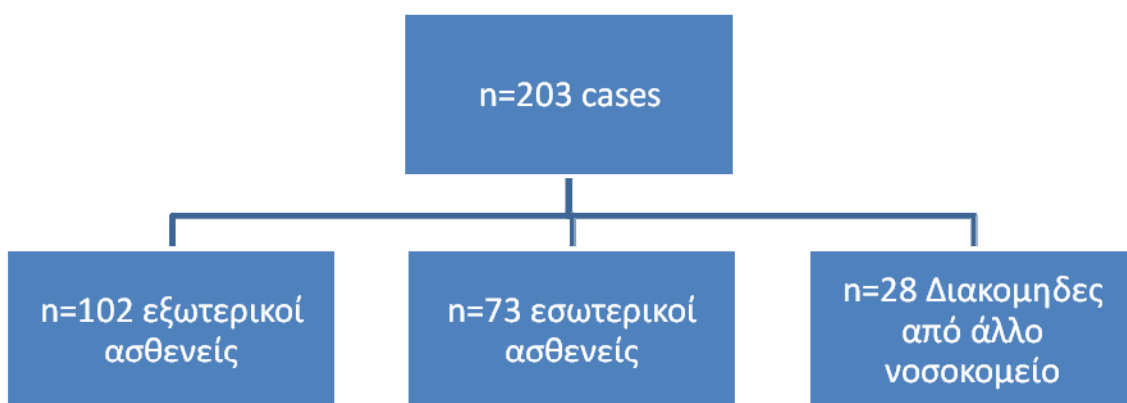 n=203 cases
n=102 εξωτερικοί
ασθενείς
n=73 εσωτερικοί
ασθενείς
n=28 Διακομηδες
από άλλο
νοσοκομείο